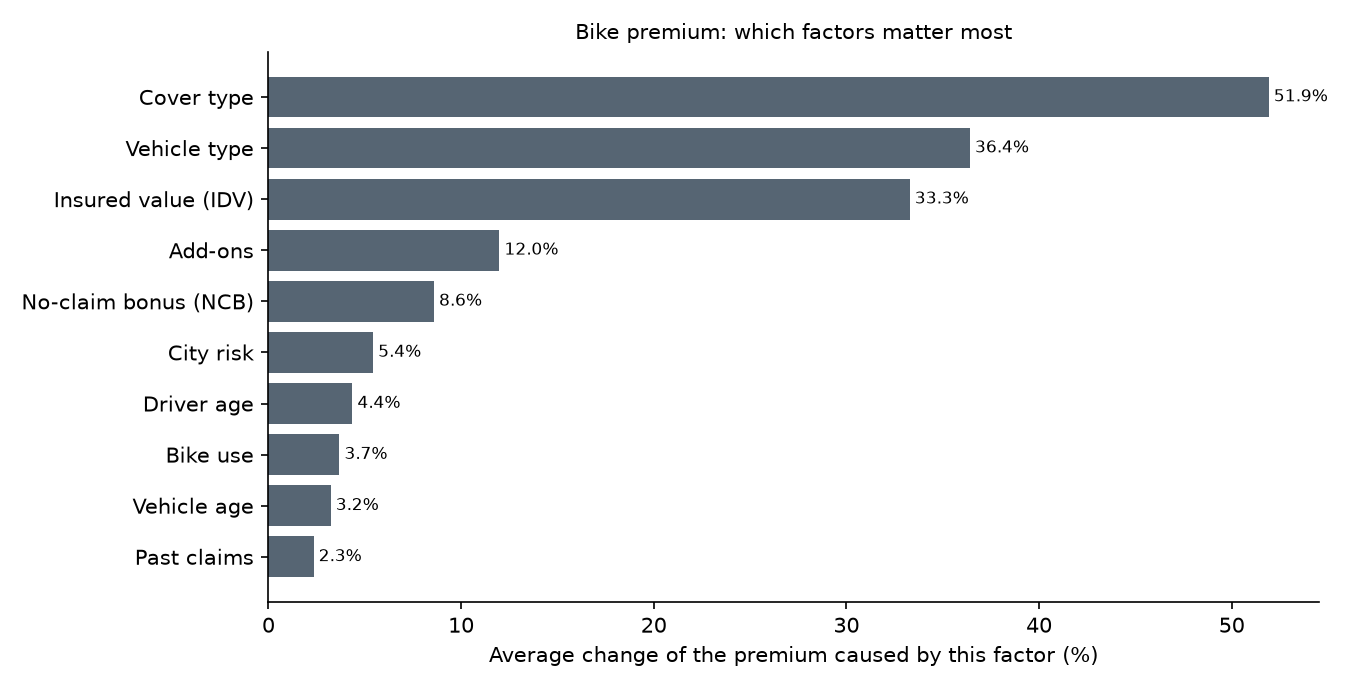 Bike premium: which factors matter most
Cover type 51.9%
Vehicle type 36.4%
Insured value (IDV) 33.3%
Add-ons 12.0%
No-claim bonus (NCB) 8.6%
City risk 5.4%
Driver age 4.4%
Bike use 3.7%
Vehicle age 3.2%
Past claims 2.3%
0 10 20 30 40 50
Average change of the premium caused by this factor (%)